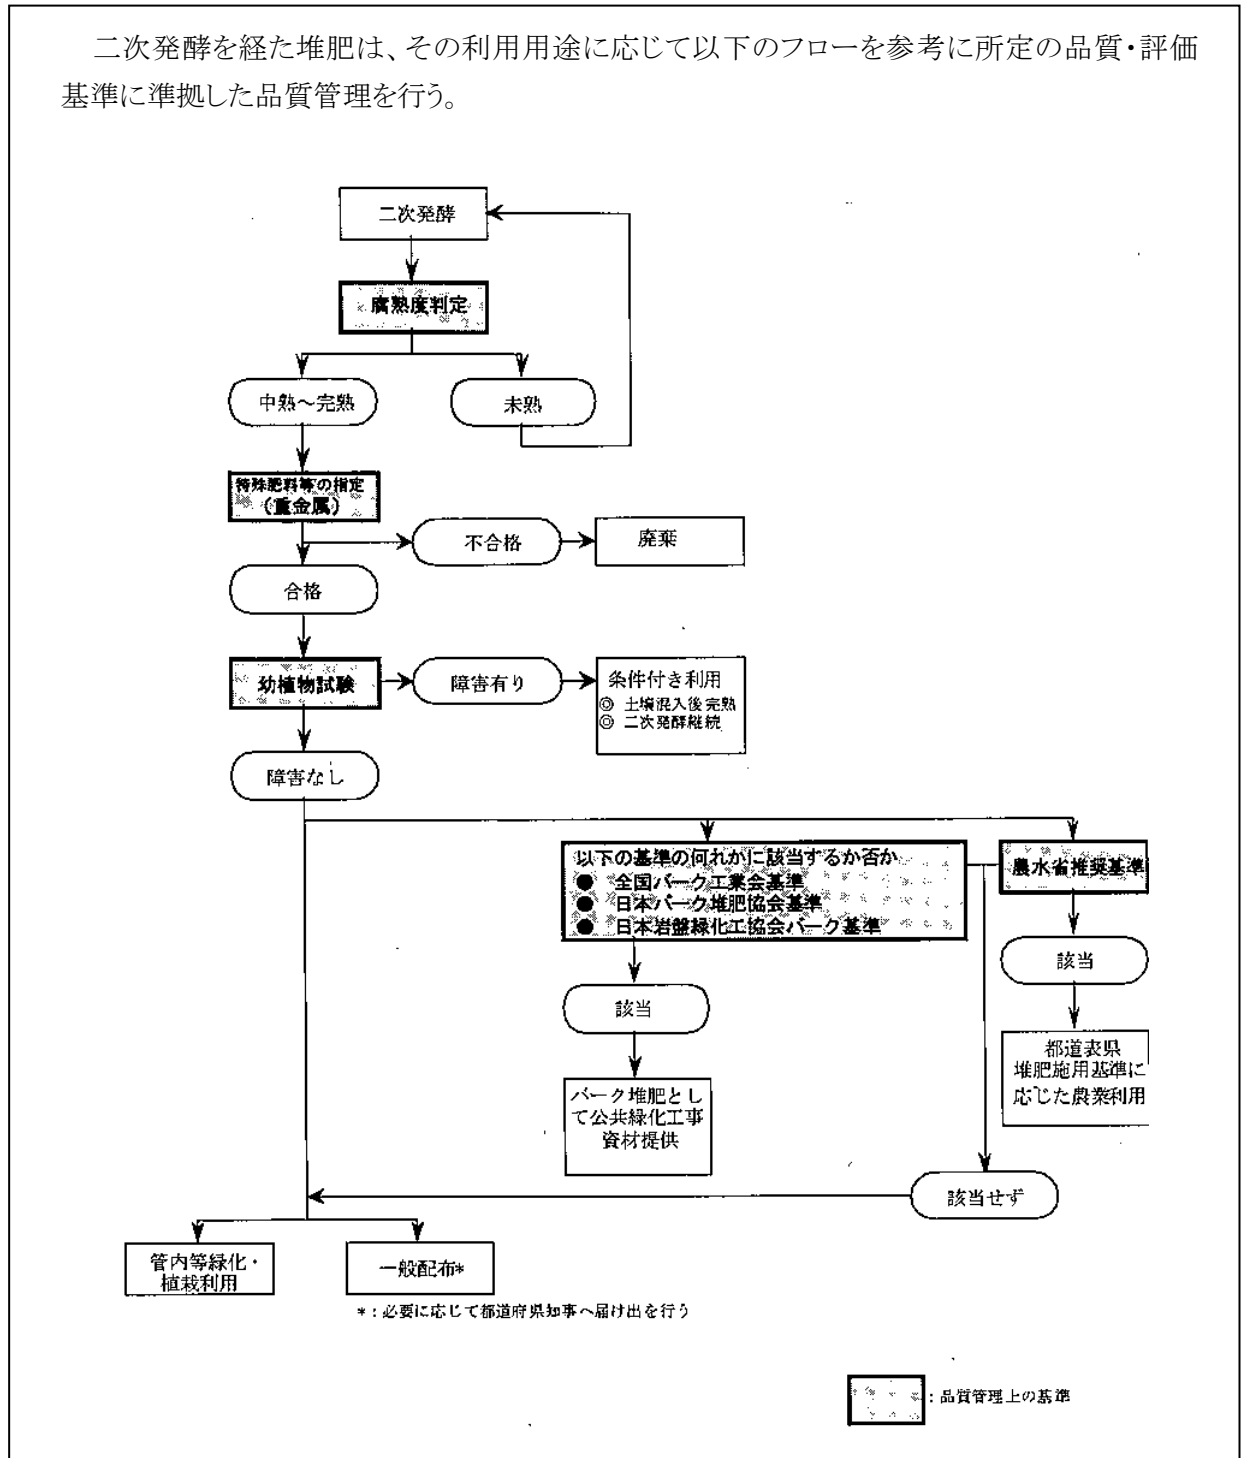 二次発酵を経た堆肥は、その利用用途に応じて以下のフローを参考に所定の品質・評価
基準に準拠した品質管理を行う。
二次発酵
腐熟度判定
中熟～完熟
未熟
特殊肥料等の指定
（重金属）
不合格
廃棄
合格
幼植物試験
障害有り
条件付き利用
◎ 土壌混入後完熟
◎ 二次発酵継続
障害なし
以下の基準の何れかに該当するか否か
● 全国バーク工業会基準
● 日本バーク堆肥協会基準
● 日本岩盤緑化工協会バーク基準
農水省推奨基準
該当
該当
都道表県
堆肥施用基準に
応じた農業利用
バーク堆肥とし
て公共緑化工事
資材提供
該当せず
管内等緑化・
植栽利用
一般配布*
*：必要に応じて都道府県知事へ届け出を行う
：品質管理上の基準